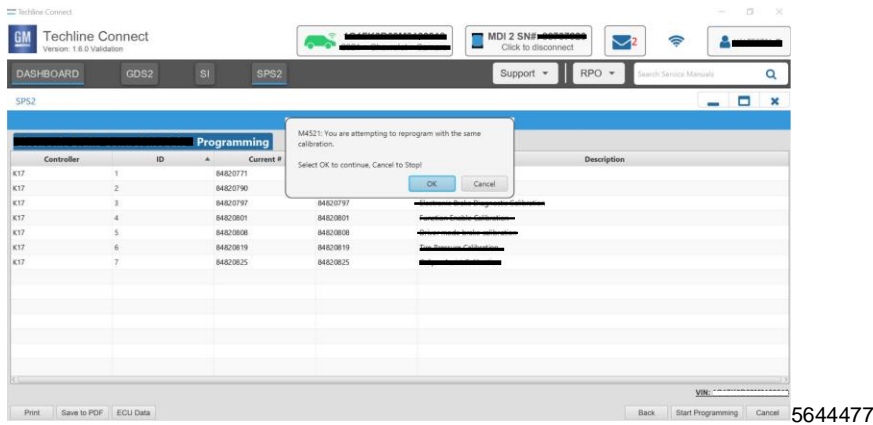 Techline Connect
GM
Techline Connect
Version: 1.6.0 Validation
MDI 2 SN#:
Click to disconnect
2
DASHBOARD GDS2 SI SPS2 Support RPO Search Service Manuals
SPS2
Programming
M4521: You are attempting to reprogram with the same
calibration.
Select OK to continue, Cancel to Stop!
OK Cancel
Controller ID Current # Description
K17 1 84820771
K17 2 84820790
K17 3 84820797 84820797 Electronic Brake Diagnostic Calibration
K17 4 84820801 84820801 Function Enable Calibration
K17 5 84820808 84820808 Driver mode brake calibration
K17 6 84820819 84820819 Tire Pressure Calibration
K17 7 84820825 84820825
VIN:
Print Save to PDF ECU Data Back Start Programming Cancel
5644477